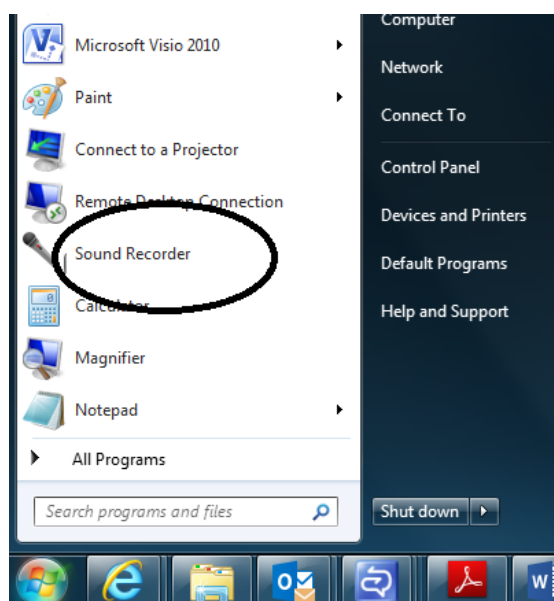 Microsoft Visio 2010
Paint
Connect to a Projector
Remote Desktop Connection
Sound Recorder
Calculator
Magnifier
Notepad
All Programs
Search programs and files
Computer
Network
Connect To
Control Panel
Devices and Printers
Default Programs
Help and Support
Shut down